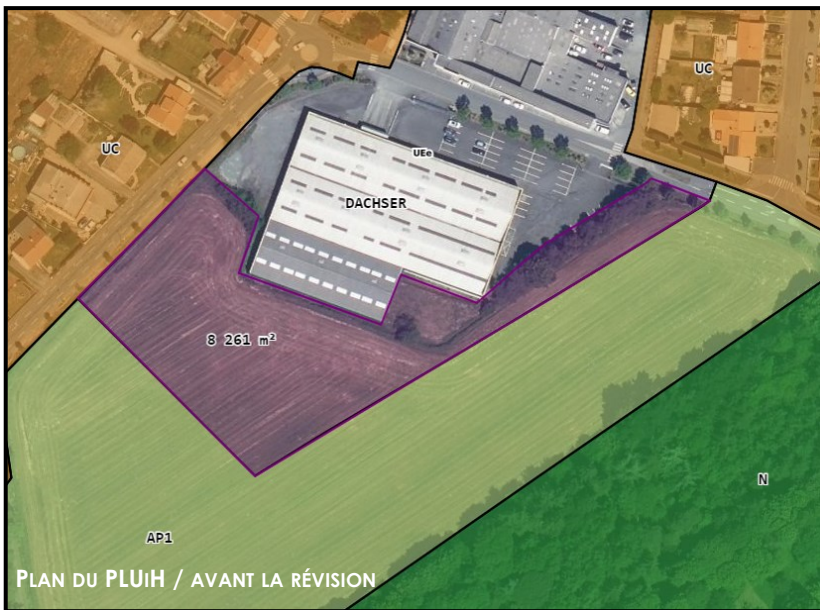 UC
UC
UEe
DACHSER
8 261 m²
N
AP1
PLAN DU PLUiH / AVANT LA RÉVISION